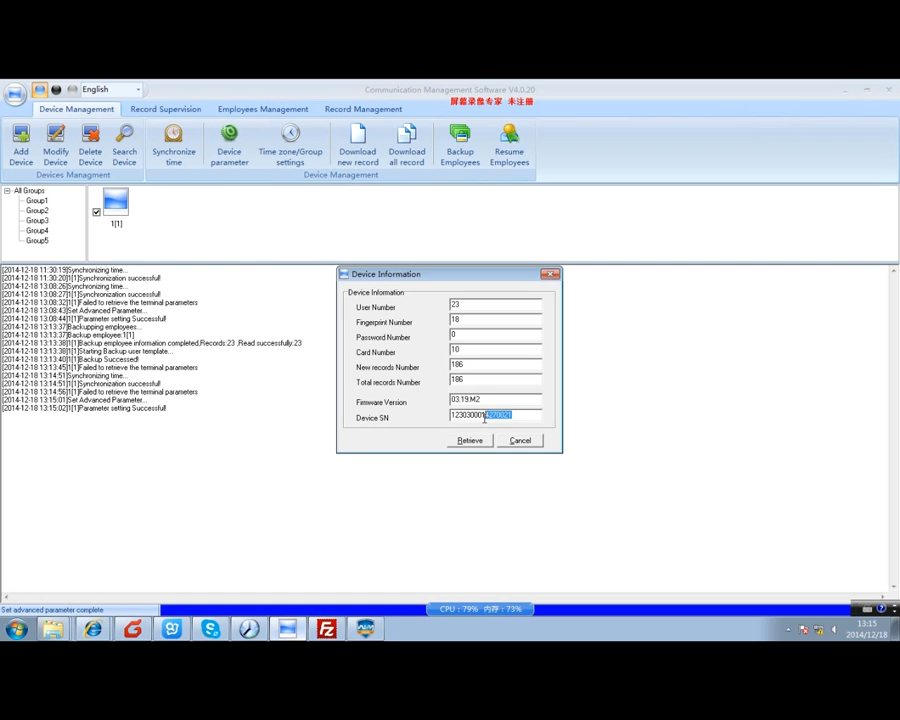 English
Communication Management Software V4.0.20
屏幕录象专家 未注册
Device Management
Record Supervision
Employees Management
Record Management
Add Device
Modify Device
Delete Device
Search Device
Synchronize time
Device parameter
Time zone/Group settings
Download new record
Download all record
Backup Employees
Resume Employees
Devices Managment
Device Management
All Groups
Group1
Group2
Group3
Group4
Group5
1[1]
[2014-12-18 11:30:19]Synchronizing time...
[2014-12-18 11:30:20]1[1]Synchronization successful!
[2014-12-18 13:08:26]Synchronizing time...
[2014-12-18 13:08:27]1[1]Synchronization successful!
[2014-12-18 13:08:32]1[1]Failed to retrieve the terminal parameters
[2014-12-18 13:08:43]Set Advanced Parameter...
[2014-12-18 13:08:44]1[1]Parameter setting Successful!
[2014-12-18 13:13:37]Backupping employees...
[2014-12-18 13:13:37]Backup employee:1[1]
[2014-12-18 13:13:38]1[1]Backup employee information completed,Records:23 ,Read successfully:23
[2014-12-18 13:13:38]1[1]Starting Backup user template...
[2014-12-18 13:13:40]1[1]Backup Successed!
[2014-12-18 13:13:45]1[1]Failed to retrieve the terminal parameters
[2014-12-18 13:14:51]Synchronizing time...
[2014-12-18 13:14:51]1[1]Synchronization successful!
[2014-12-18 13:14:56]1[1]Failed to retrieve the terminal parameters
[2014-12-18 13:15:01]Set Advanced Parameter...
[2014-12-18 13:15:02]1[1]Parameter setting Successful!
Device Information
Device Information
User Number 23
Fingerprint Number 18
Password Number 0
Card Number 10
New records Number 186
Total records Number 186
Firmware Version 03.19.M2
Device SN
Retrieve
Cancel
Set advanced parameter complete
CPU : 79% 内存 : 73%
13:15
2014/12/18